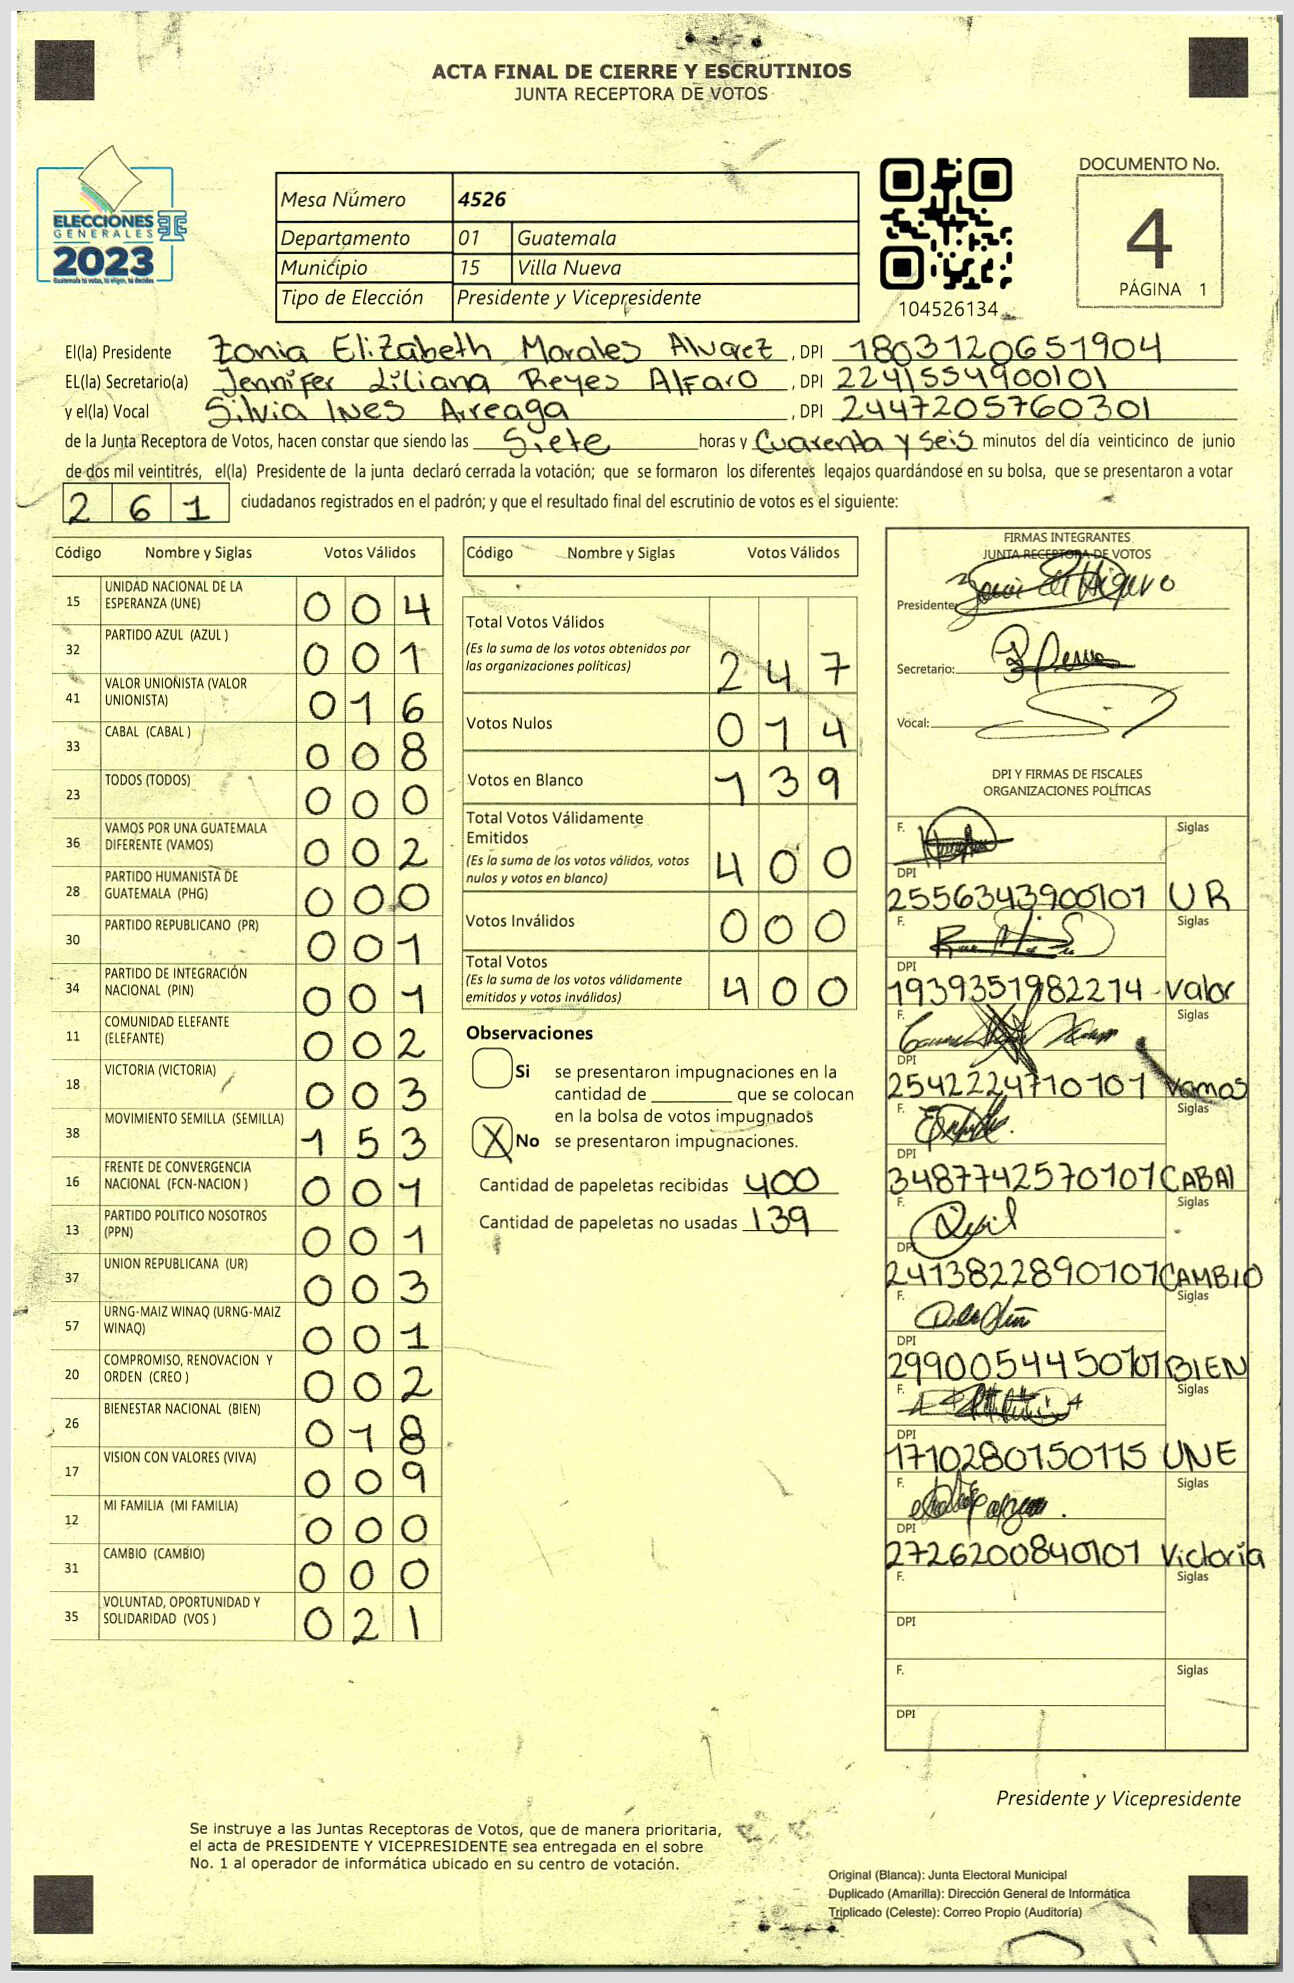 ACTA FINAL DE CIERRE Y ESCRUTINIOS
JUNTA RECEPTORA DE VOTOS
ELECCIONES
GENERALES
2023
Guatemala tú votas, tú eliges, tú decides
Mesa Número 4526
Departamento 01 Guatemala
Municipio 15 Villa Nueva
Tipo de Elección Presidente y Vicepresidente
104526134
DOCUMENTO No.
4
PÁGINA 1
El(la) Presidente Zonia Elizabeth Morales Alvarez , DPI 1803120651904
EL(la) Secretario(a) Jennifer Liliana Reyes Alfaro , DPI 2241554900101
y el(la) Vocal Silvia Ines Arreaga , DPI 2447205760301
de la Junta Receptora de Votos, hacen constar que siendo las Siete horas y Cuarenta y seis minutos del día veinticinco de junio
de dos mil veintitrés, el(la) Presidente de la junta declaró cerrada la votación; que se formaron los diferentes legajos guardándose en su bolsa, que se presentaron a votar
261 ciudadanos registrados en el padrón; y que el resultado final del escrutinio de votos es el siguiente:
Código Nombre y Siglas Votos Válidos
15 UNIDAD NACIONAL DE LA
ESPERANZA (UNE) 004
32 PARTIDO AZUL (AZUL ) 001
41 VALOR UNIONISTA (VALOR
UNIONISTA) 016
33 CABAL (CABAL ) 008
23 TODOS (TODOS) 000
36 VAMOS POR UNA GUATEMALA
DIFERENTE (VAMOS) 002
28 PARTIDO HUMANISTA DE
GUATEMALA (PHG) 000
30 PARTIDO REPUBLICANO (PR) 001
34 PARTIDO DE INTEGRACIÓN
NACIONAL (PIN) 001
11 COMUNIDAD ELEFANTE
(ELEFANTE) 002
18 VICTORIA (VICTORIA) 003
38 MOVIMIENTO SEMILLA (SEMILLA) 153
16 FRENTE DE CONVERGENCIA
NACIONAL (FCN-NACION ) 001
13 PARTIDO POLITICO NOSOTROS
(PPN) 001
37 UNION REPUBLICANA (UR) 003
57 URNG-MAIZ WINAQ (URNG-MAIZ
WINAQ) 001
20 COMPROMISO, RENOVACION Y
ORDEN (CREO ) 002
26 BIENESTAR NACIONAL (BIEN) 018
17 VISION CON VALORES (VIVA) 009
12 MI FAMILIA (MI FAMILIA) 000
31 CAMBIO (CAMBIO) 000
35 VOLUNTAD, OPORTUNIDAD Y
SOLIDARIDAD (VOS ) 021
Código Nombre y Siglas Votos Válidos
Total Votos Válidos
(Es la suma de los votos obtenidos por
las organizaciones políticas) 247
Votos Nulos 014
Votos en Blanco 139
Total Votos Válidamente
Emitidos
(Es la suma de los votos válidos, votos
nulos y votos en blanco) 400
Votos Inválidos 000
Total Votos
(Es la suma de los votos válidamente
emitidos y votos inválidos) 400
Observaciones
Si se presentaron impugnaciones en la
cantidad de ________ que se colocan
en la bolsa de votos impugnados
X No se presentaron impugnaciones.
Cantidad de papeletas recibidas 400
Cantidad de papeletas no usadas 139
FIRMAS INTEGRANTES
JUNTA RECEPTORA DE VOTOS
Presidente:
Secretario:
Vocal:
DPI Y FIRMAS DE FISCALES
ORGANIZACIONES POLÍTICAS
F. Siglas
DPI
2556343900101 UR
F. Siglas
DPI
1939351982214 Valor
F. Siglas
DPI
2542224710101 Vamos
F. Siglas
DPI
3487742570101 CABAl
F. Siglas
DPI
2413822890101 CAMBIO
F. Siglas
DPI
2990054450101 BIEN
F. Siglas
DPI
1710280150115 UNE
F. Siglas
DPI
2726200840101 Victoria
F. Siglas
DPI
F. Siglas
DPI
Presidente y Vicepresidente
Se instruye a las Juntas Receptoras de Votos, que de manera prioritaria,
el acta de PRESIDENTE Y VICEPRESIDENTE sea entregada en el sobre
No. 1 al operador de informática ubicado en su centro de votación.
Original (Blanca): Junta Electoral Municipal
Duplicado (Amarilla): Dirección General de Informática
Triplicado (Celeste): Correo Propio (Auditoría)